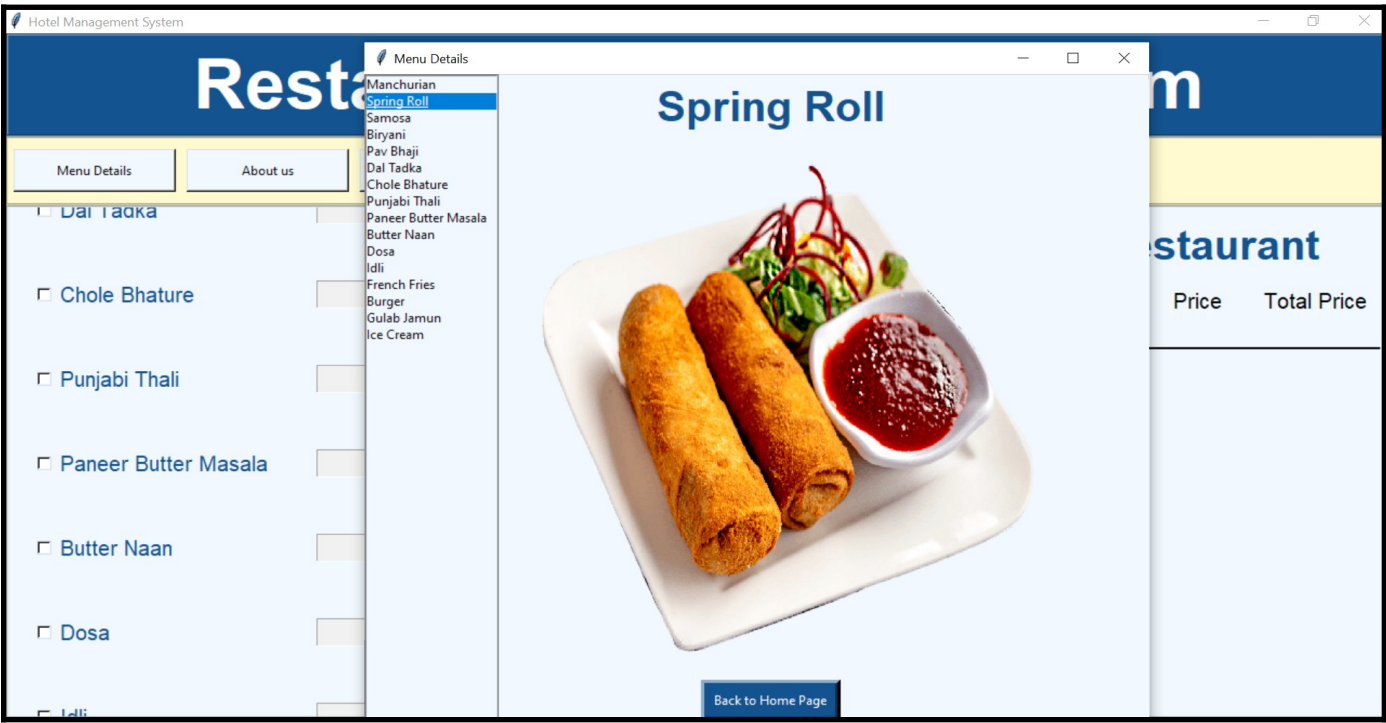 Hotel Management System
Menu Details
Menu Details
About us
Dal Tadka
Chole Bhature
Punjabi Thali
Paneer Butter Masala
Butter Naan
Dosa
Idli
Manchurian
Spring Roll
Samosa
Biryani
Pav Bhaji
Dal Tadka
Chole Bhature
Punjabi Thali
Paneer Butter Masala
Butter Naan
Dosa
Idli
French Fries
Burger
Gulab Jamun
Ice Cream
Spring Roll
Back to Home Page
Price Total Price